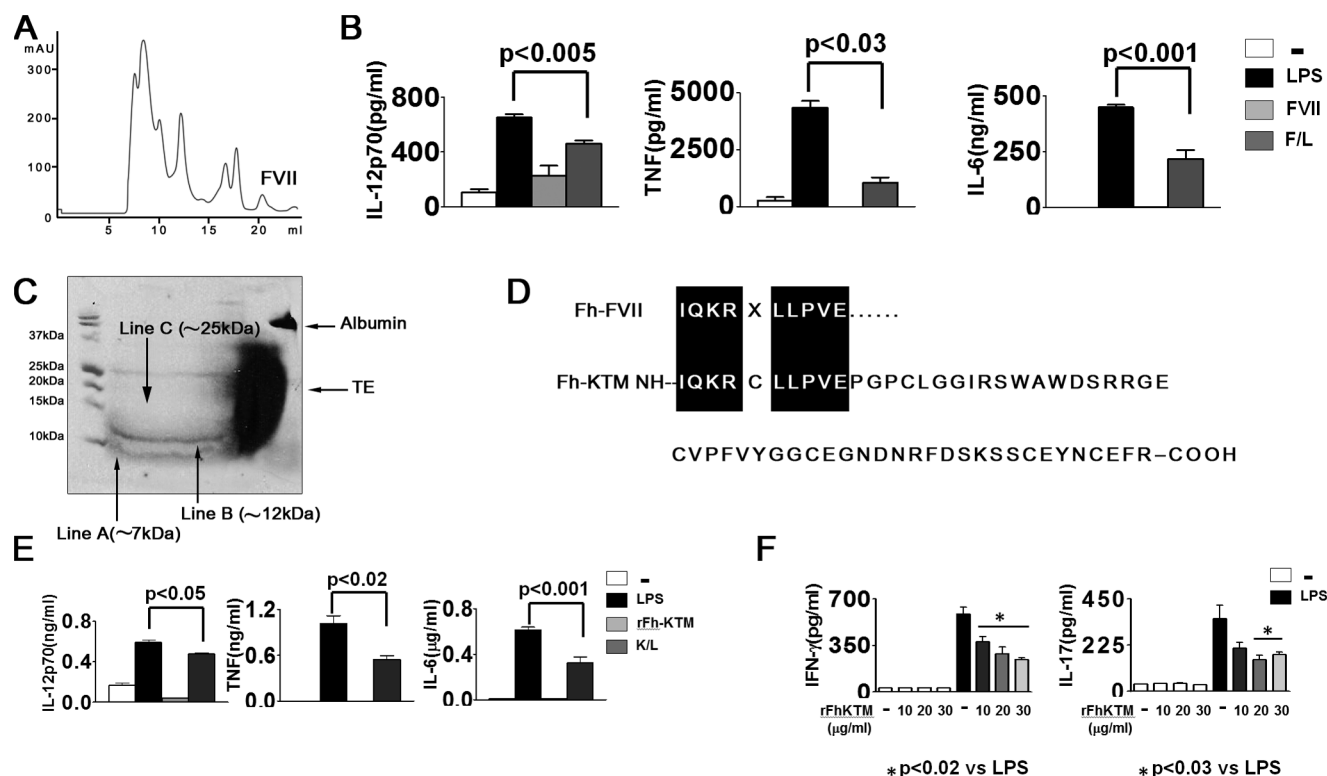 A
mAU
300
200
100
0
5 10 15 20 ml
FVII
B
p<0.005
IL-12p70(pg/ml)
800
400
0
p<0.03
TNF(pg/ml)
5000
2500
0
p<0.001
IL-6(ng/ml)
500
250
0
-
LPS
FVII
F/L
C
37kDa
25kDa
20kDa
15kDa
10kDa
Line C (~25kDa)
Albumin
TE
Line A(~7kDa)
Line B (~12kDa)
D
Fh-FVII IQKR X LLPVE......
Fh-KTM NH--IQKR C LLPVEPGPCLGGIRSWAWDSRRGE
CVPFVYGGCEGNDNRFDSKSSCEYNCEFR–COOH
E
p<0.05
IL-12p70(ng/ml)
0.8
0.4
0.0
p<0.02
TNF(ng/ml)
1.2
0.6
0.0
p<0.001
IL-6(µg/ml)
0.8
0.4
0.0
-
LPS
rFh-KTM
K/L
F
IFN-γ(pg/ml)
700
350
0
*
rFhKTM - 10 20 30 - 10 20 30
(µg/ml)
*p<0.02 vs LPS
IL-17(pg/ml)
450
225
0
*
rFhKTM - 10 20 30 - 10 20 30
(µg/ml)
*p<0.03 vs LPS
-
LPS